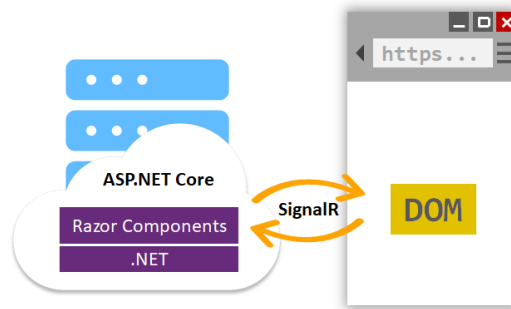 https...
ASP.NET Core
Razor Components
.NET
SignalR
DOM